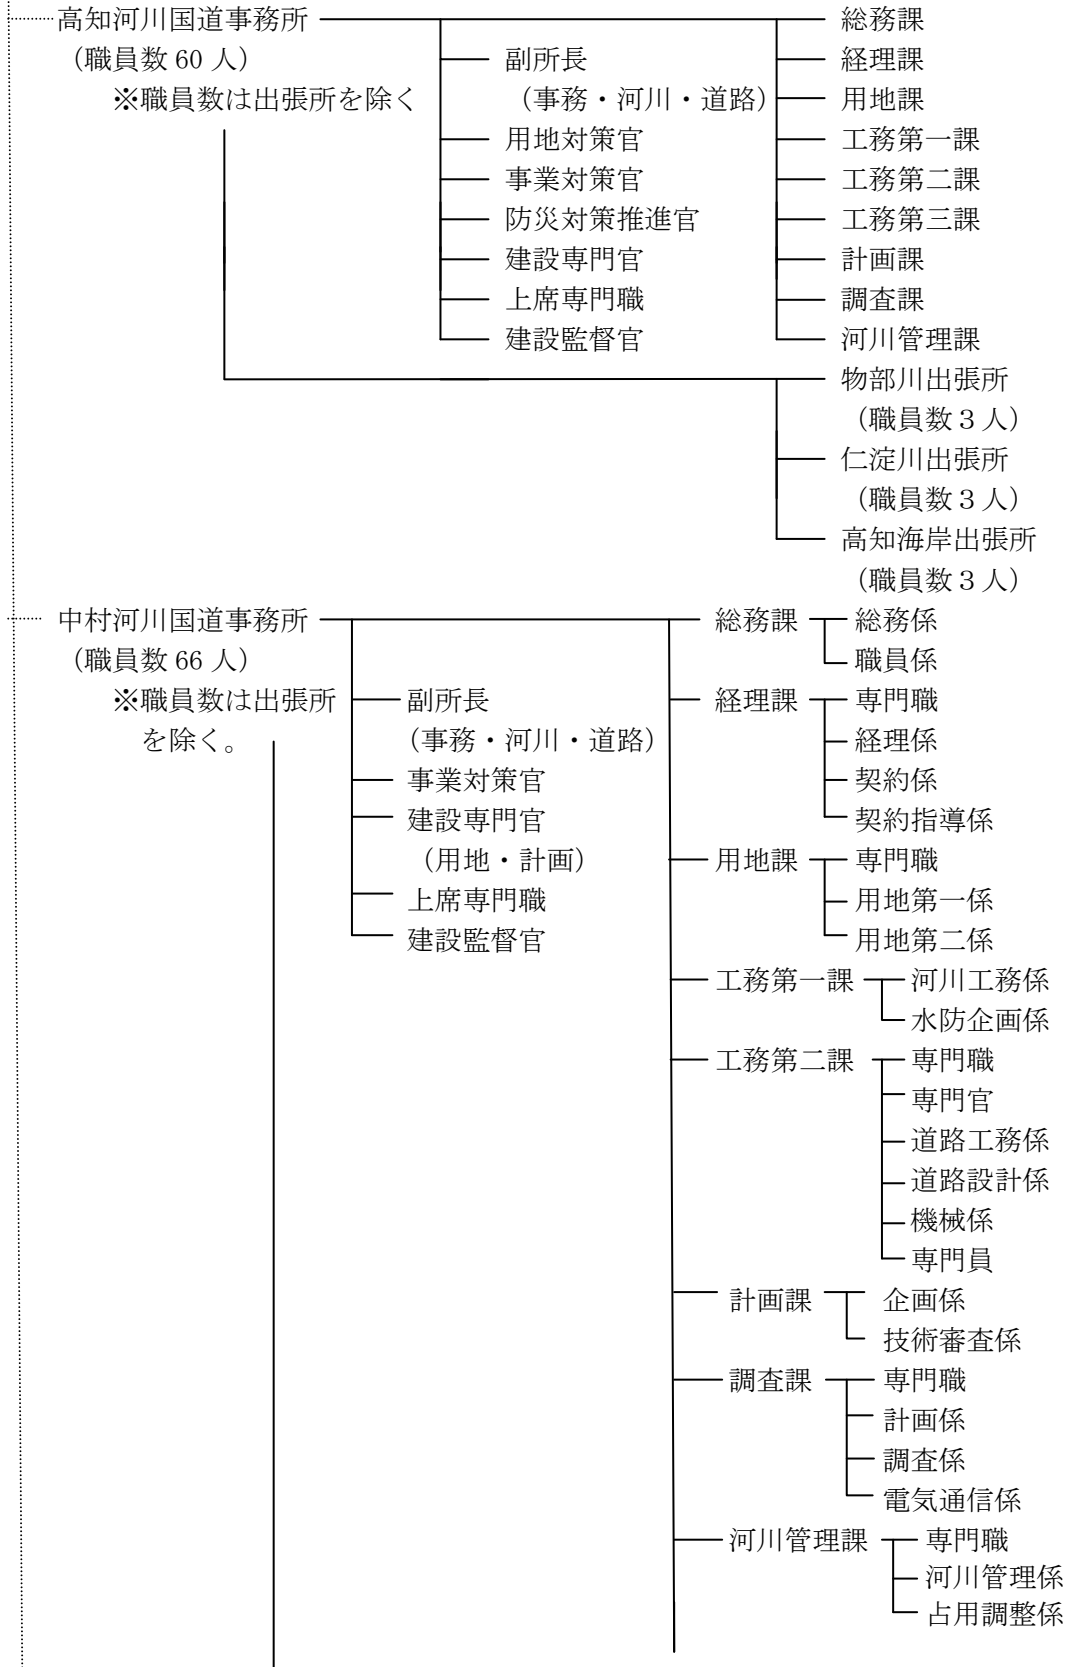 高知河川国道事務所
総務課
（職員数 60 人）
副所長
経理課
※職員数は出張所を除く
（事務・河川・道路）
用地課
用地対策官
工務第一課
事業対策官
工務第二課
防災対策推進官
工務第三課
建設専門官
計画課
上席専門職
調査課
建設監督官
河川管理課
物部川出張所
（職員数３人）
仁淀川出張所
（職員数３人）
高知海岸出張所
（職員数３人）
中村河川国道事務所
総務課
総務係
（職員数 66 人）
職員係
※職員数は出張所
を除く。
副所長
（事務・河川・道路）
事業対策官
建設専門官
（用地・計画）
上席専門職
建設監督官
経理課
専門職
経理係
契約係
契約指導係
用地課
専門職
用地第一係
用地第二係
工務第一課
河川工務係
水防企画係
工務第二課
専門職
専門官
道路工務係
道路設計係
機械係
専門員
計画課
企画係
技術審査係
調査課
専門職
計画係
調査係
電気通信係
河川管理課
専門職
河川管理係
占用調整係